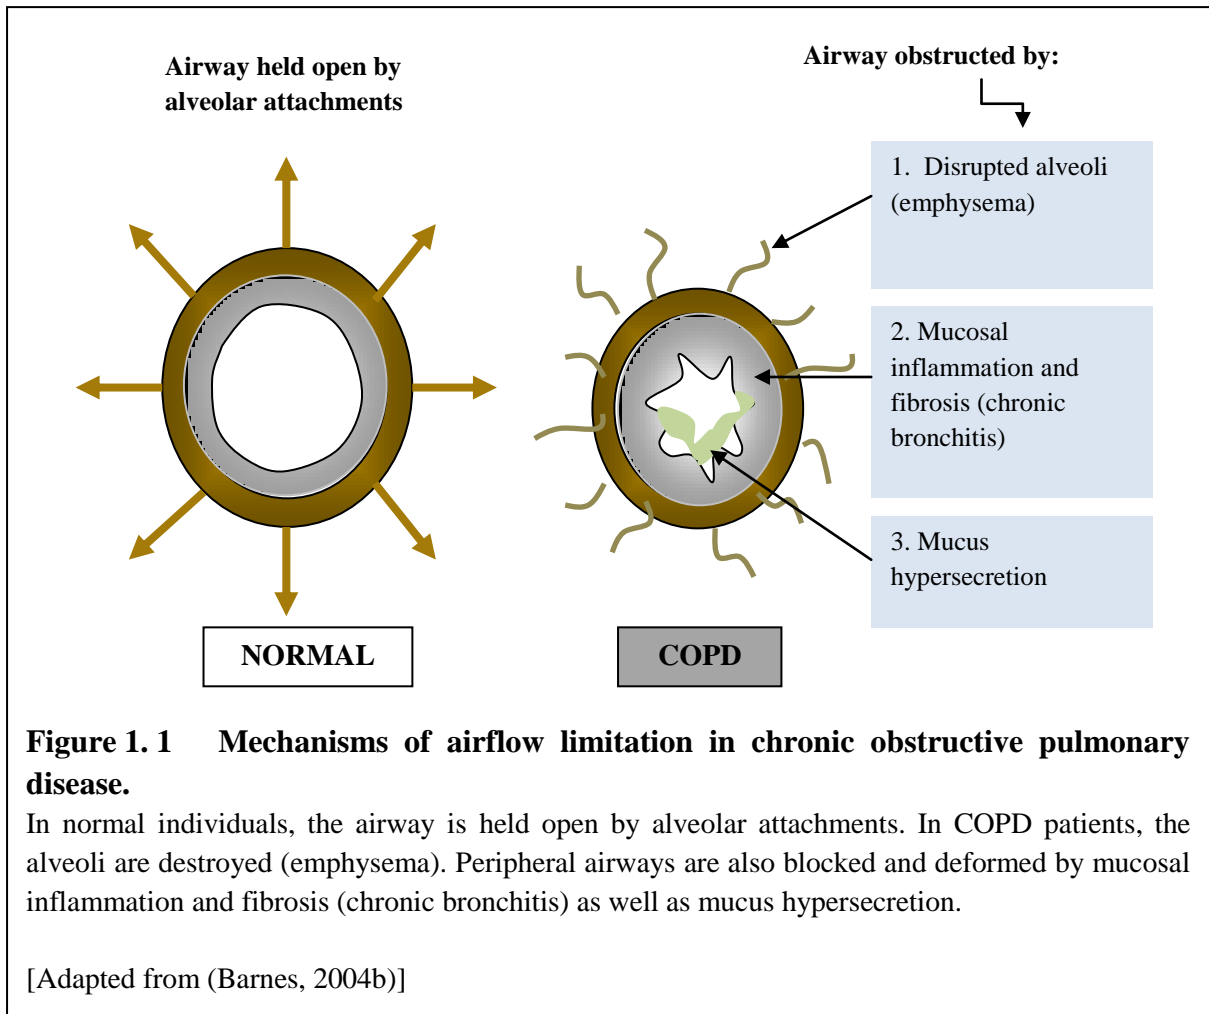 Airway held open by
alveolar attachments
Airway obstructed by:
1.  Disrupted alveoli
(emphysema)
2. Mucosal
inflammation and
fibrosis (chronic
bronchitis)
3. Mucus
hypersecretion
NORMAL
COPD
Figure 1. 1 Mechanisms of airflow limitation in chronic obstructive pulmonary
disease.
In normal individuals, the airway is held open by alveolar attachments. In COPD patients, the
alveoli are destroyed (emphysema). Peripheral airways are also blocked and deformed by mucosal
inflammation and fibrosis (chronic bronchitis) as well as mucus hypersecretion.
[Adapted from (Barnes, 2004b)]